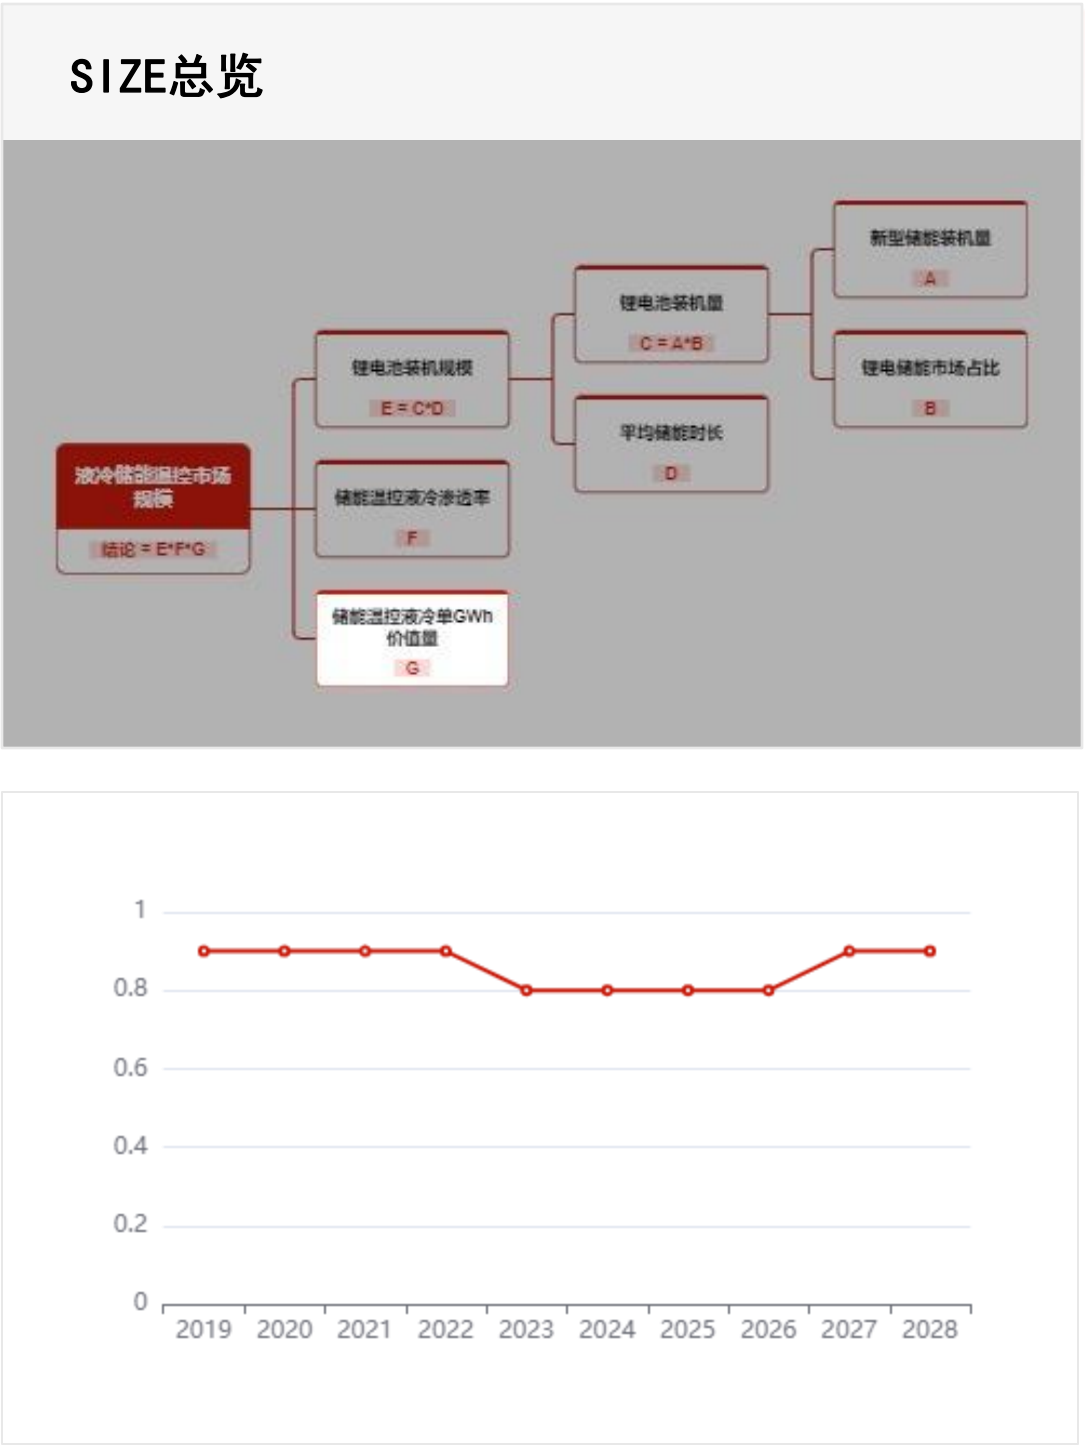 SIZE总览
新型储能装机量
A
锂电池装机量
C = A*B
锂电池装机规模
E = C*D
锂电储能市场占比
B
平均储能时长
D
液冷储能温控市场
规模
结论 = E*F*G
储能温控液冷渗透率
F
储能温控液冷单GWh
价值量
G
1
0.8
0.6
0.4
0.2
0
2019 2020 2021 2022 2023 2024 2025 2026 2027 2028